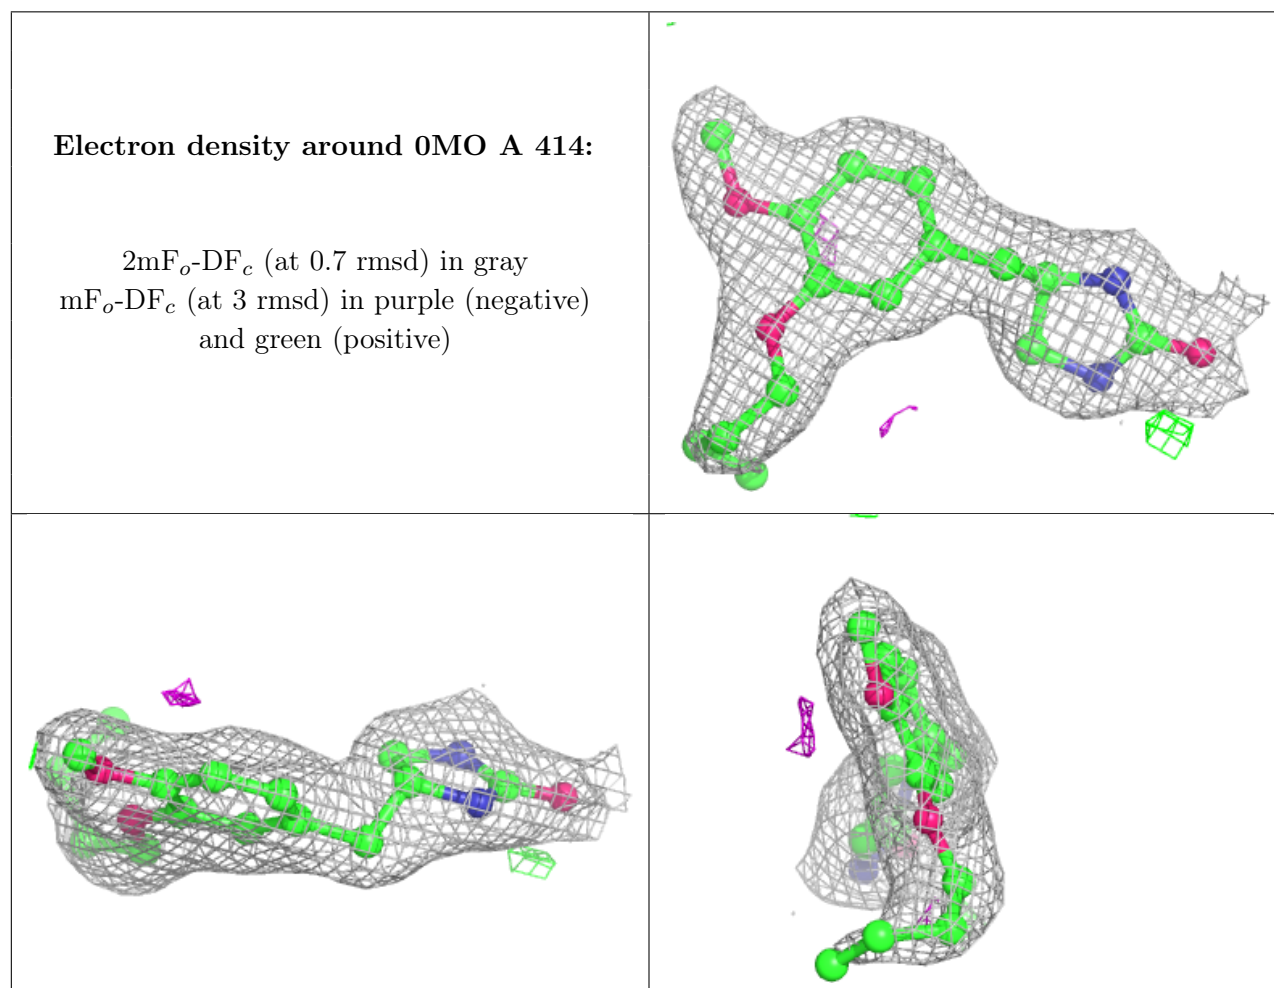 Electron density around 0MO A 414:
2mFₒ-DF𝒸 (at 0.7 rmsd) in gray
mFₒ-DF𝒸 (at 3 rmsd) in purple (negative)
and green (positive)